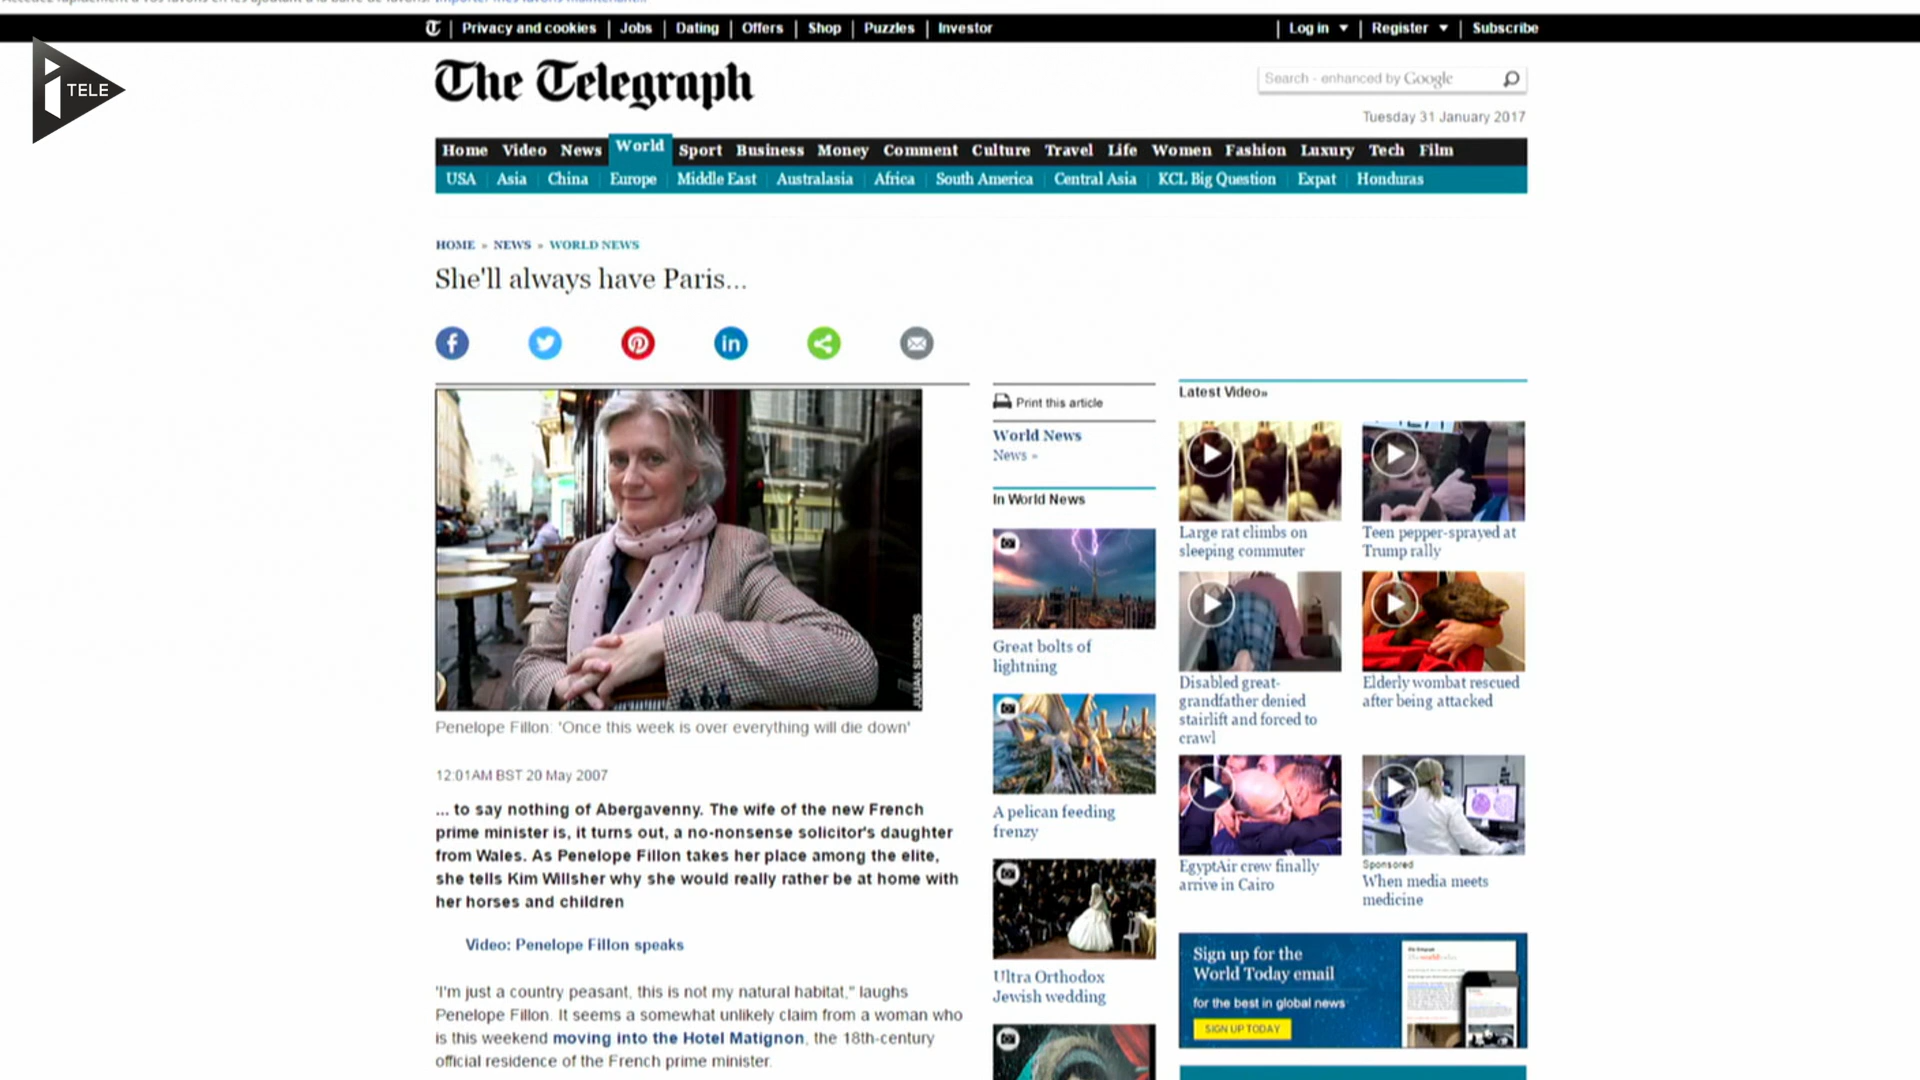 Privacy and cookies | Jobs | Dating | Offers | Shop | Puzzles | Investor
Log in | Register | Subscribe
TELE
The Telegraph
Search - enhanced by Google
Tuesday 31 January 2017
Home Video News World Sport Business Money Comment Culture Travel Life Women Fashion Luxury Tech Film
USA Asia China Europe Middle East Australasia Africa South America Central Asia KCL Big Question Expat Honduras
HOME » NEWS » WORLD NEWS
She'll always have Paris...
JULIAN SIMMONDS
Penelope Fillon: 'Once this week is over everything will die down'
12:01AM BST 20 May 2007
... to say nothing of Abergavenny. The wife of the new French
prime minister is, it turns out, a no-nonsense solicitor's daughter
from Wales. As Penelope Fillon takes her place among the elite,
she tells Kim Willsher why she would really rather be at home with
her horses and children
Video: Penelope Fillon speaks
'I'm just a country peasant, this is not my natural habitat," laughs
Penelope Fillon. It seems a somewhat unlikely claim from a woman who
is this weekend moving into the Hotel Matignon, the 18th-century
official residence of the French prime minister.
Print this article
World News
News »
In World News
Great bolts of
lightning
A pelican feeding
frenzy
Ultra Orthodox
Jewish wedding
Latest Video»
Large rat climbs on
sleeping commuter
Teen pepper-sprayed at
Trump rally
Disabled great-
grandfather denied
stairlift and forced to
crawl
Elderly wombat rescued
after being attacked
EgyptAir crew finally
arrive in Cairo
Sponsored
When media meets
medicine
Sign up for the
World Today email
for the best in global news
SIGN UP TODAY